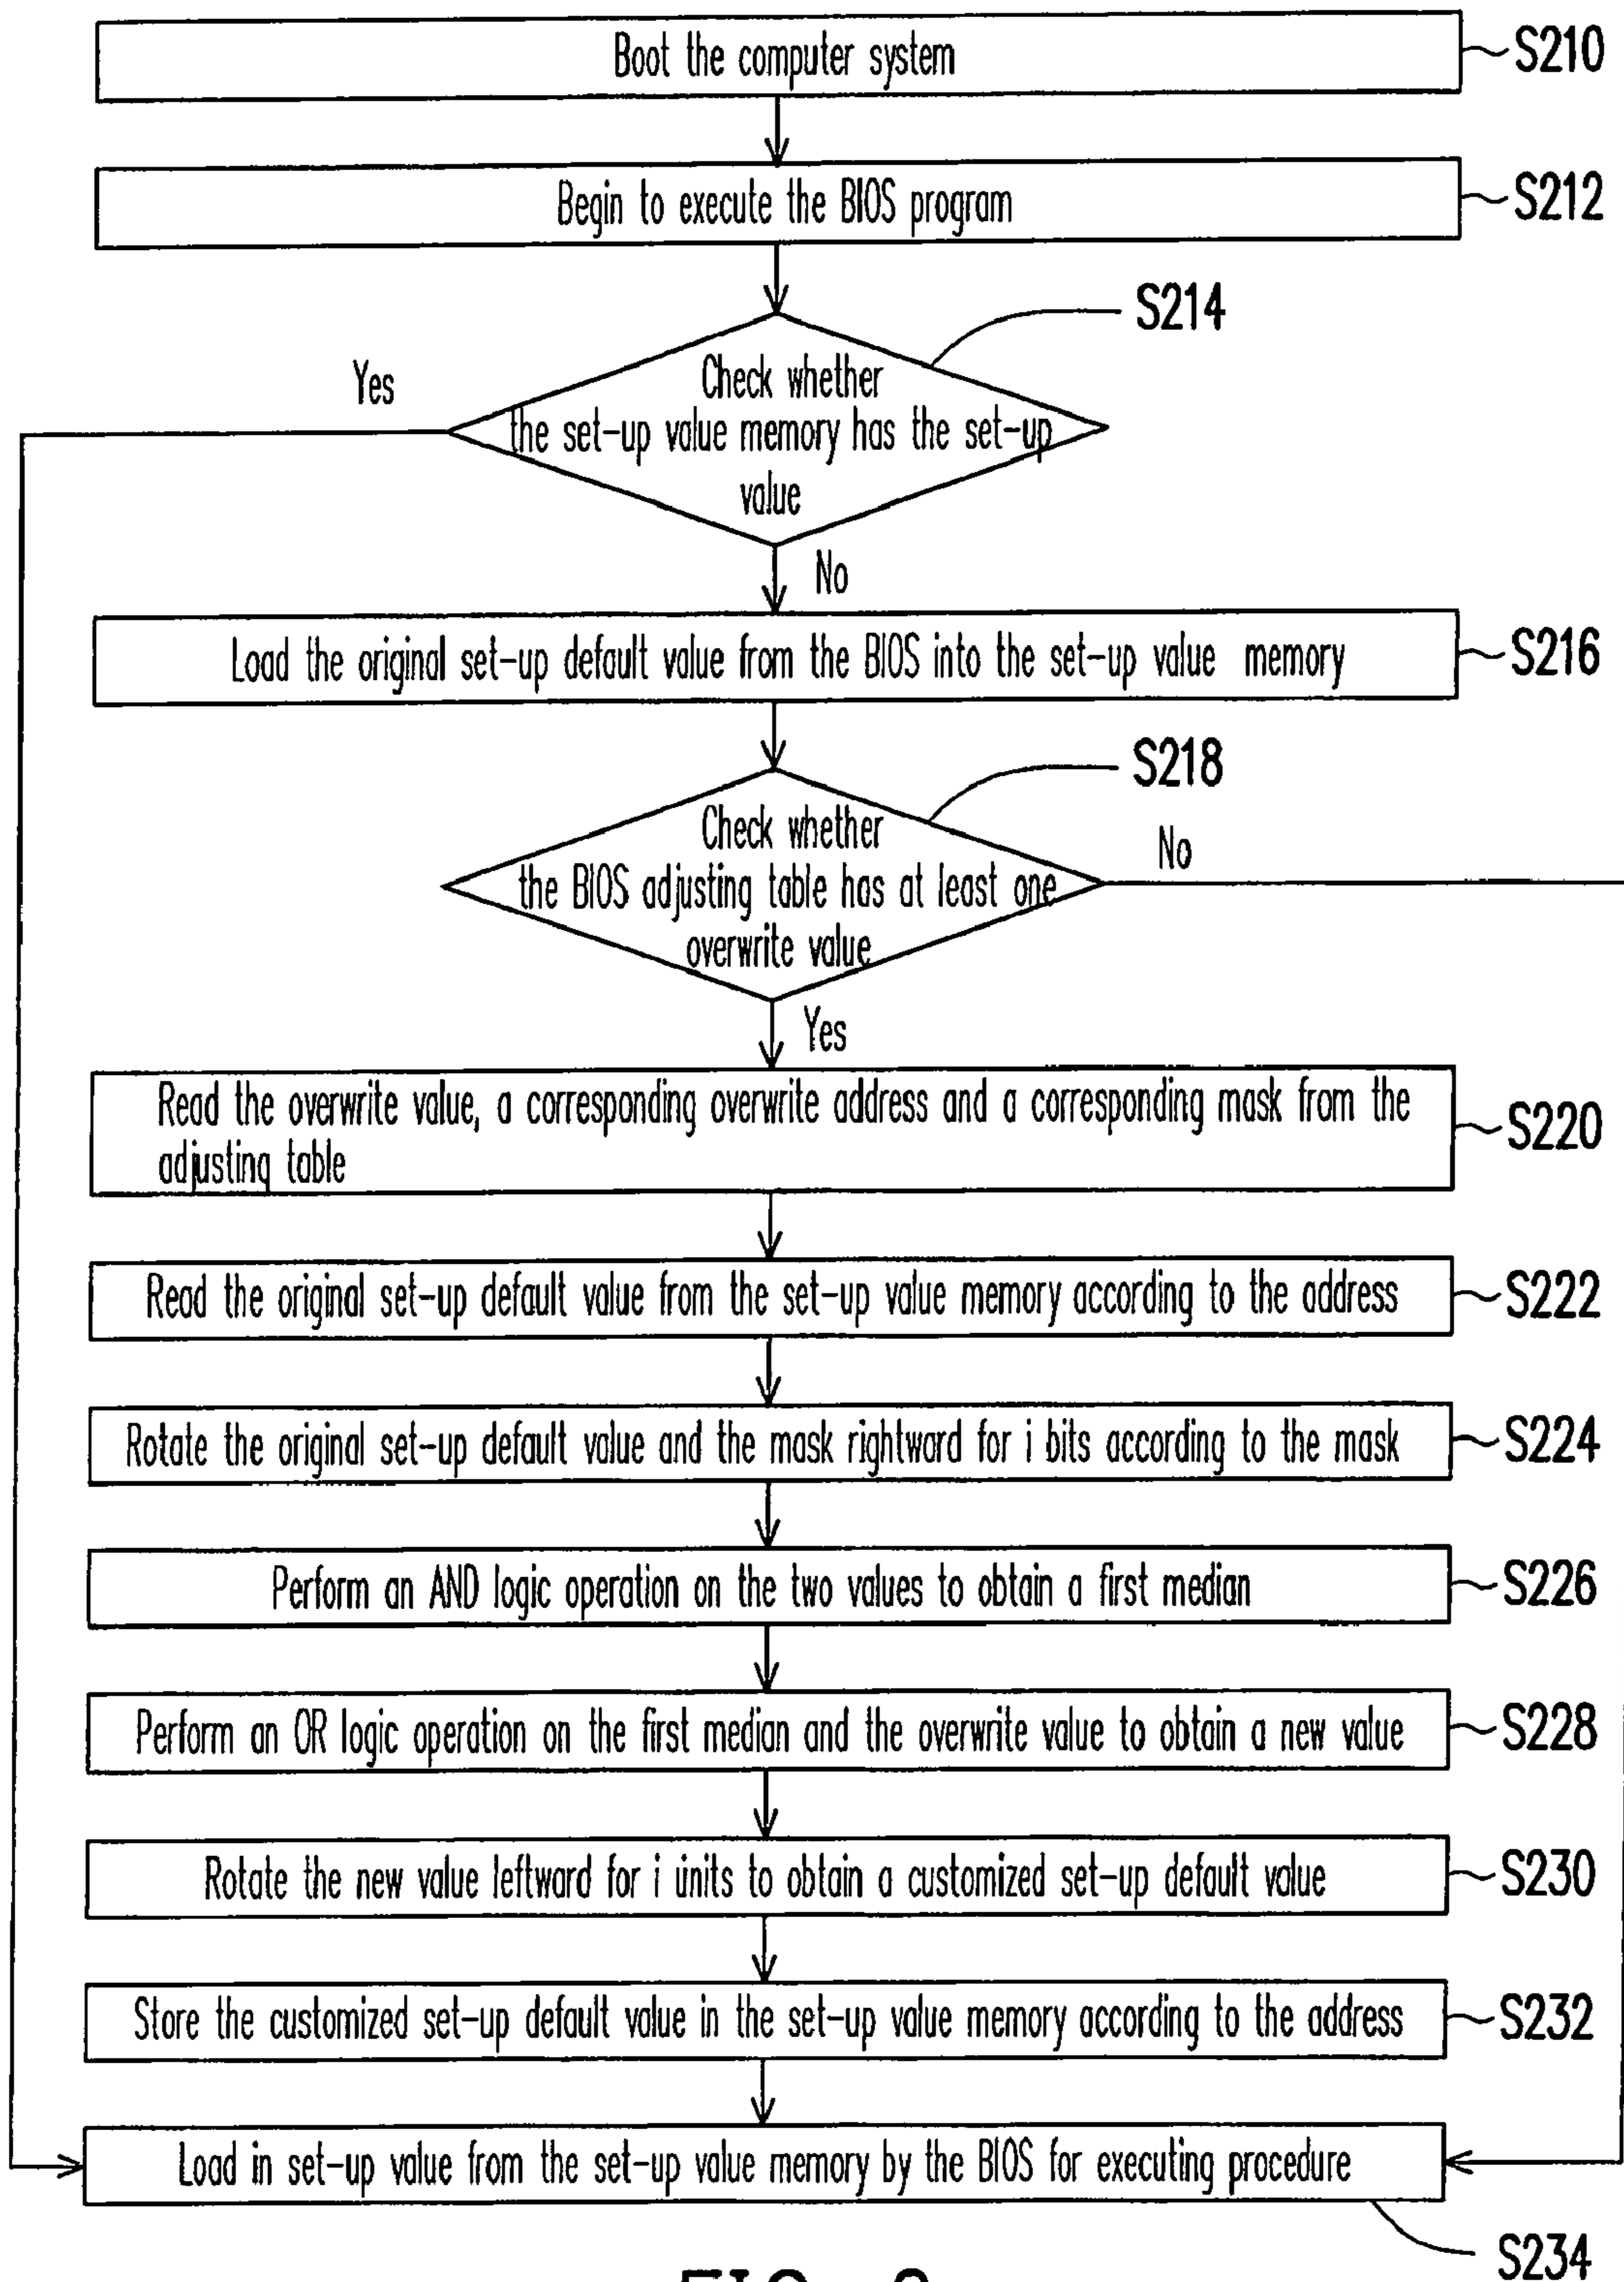 Boot the computer system
S210
Begin to execute the BIOS program
S212
S214
Yes
Check whether
the set-up value memory has the set-up
value
No
Load the original set-up default value from the BIOS into the set-up value memory
S216
S218
Check whether
the BIOS adjusting table has at least one
overwrite value
No
Yes
Read the overwrite value, a corresponding overwrite address and a corresponding mask from the
adjusting table
S220
Read the original set-up default value from the set-up value memory according to the address
S222
Rotate the original set-up default value and the mask rightward for i bits according to the mask
S224
Perform an AND logic operation on the two values to obtain a first median
S226
Perform an OR logic operation on the first median and the overwrite value to obtain a new value
S228
Rotate the new value leftward for i units to obtain a customized set-up default value
S230
Store the customized set-up default value in the set-up value memory according to the address
S232
Load in set-up value from the set-up value memory by the BIOS for executing procedure
S234